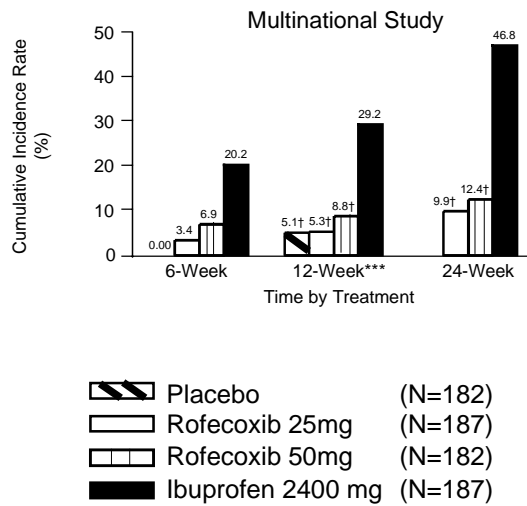 Multinational Study
Cumulative Incidence Rate
(%)
50
40
30
20
10
0
0.00
3.4
6.9
20.2
5.1†
5.3†
8.8†
29.2
9.9†
12.4†
46.8
6-Week
12-Week***
24-Week
Time by Treatment
Placebo (N=182)
Rofecoxib 25mg (N=187)
Rofecoxib 50mg (N=182)
Ibuprofen 2400 mg (N=187)